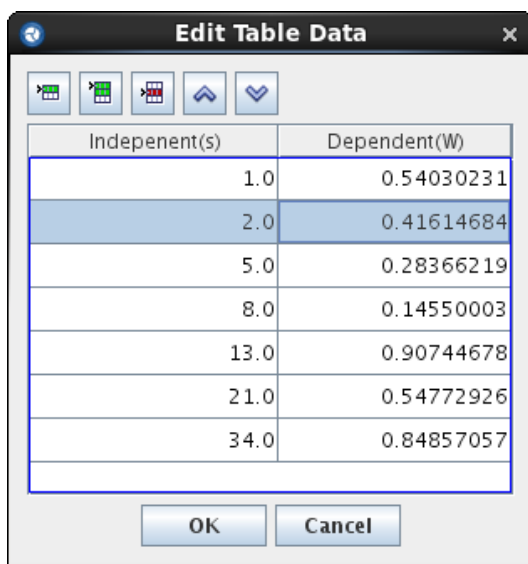 Edit Table Data
Indepenent(s) Dependent(W)
1.0 0.54030231
2.0 0.41614684
5.0 0.28366219
8.0 0.14550003
13.0 0.90744678
21.0 0.54772926
34.0 0.84857057
OK Cancel